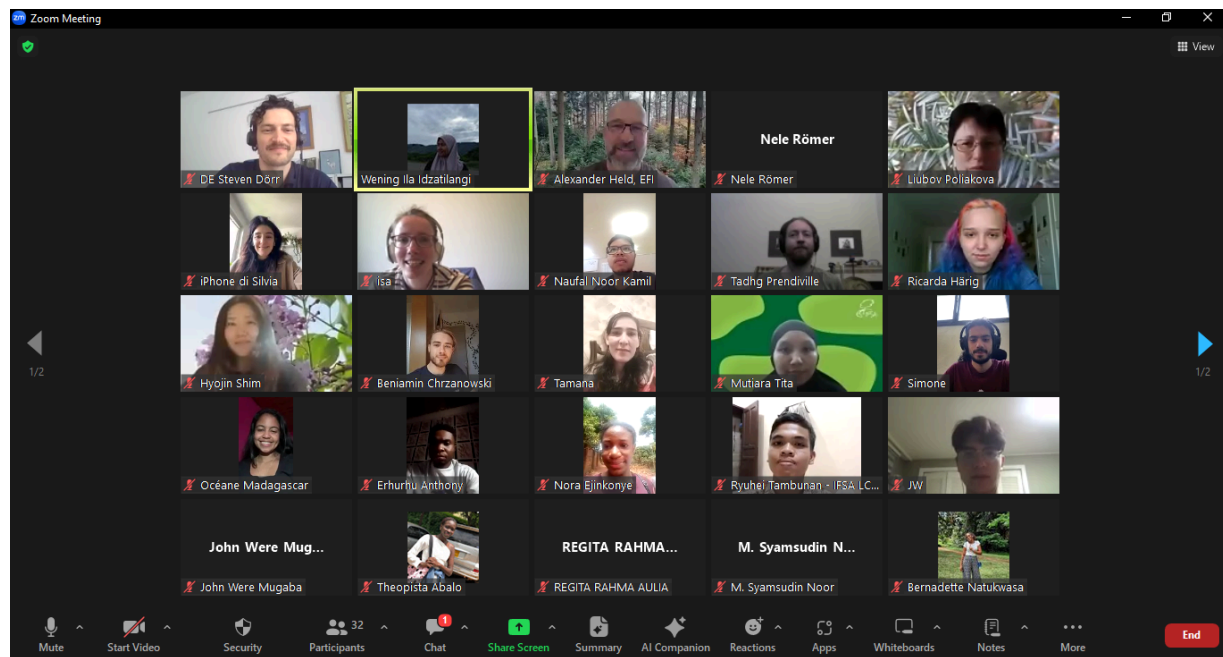 zm Zoom Meeting
View
DE Steven Dörr
Wening Ila Idzatilangi
Alexander Held, EFI
Nele Römer
Nele Römer
Liubov Poliakova
iPhone di Silvia
isa
Naufal Noor Kamil
Tadhg Prendiville
Ricarda Härig
1/2
1/2
Hyojin Shim
Beniamin Chrzanowski
Tamana
Mutiara Tita
Simone
Océane Madagascar
Erhurhu Anthony
Nora Ejinkonye
Ryuhei Tambunan - IFSA LC...
JW
John Were Mug...
John Were Mugaba
Theopista Abalo
REGITA RAHMA...
REGITA RAHMA AULIA
M. Syamsudin N...
M. Syamsudin Noor
Bernadette Natukwasa
32
1
Mute
Start Video
Security
Participants
Chat
Share Screen
Summary
AI Companion
Reactions
Apps
Whiteboards
Notes
More
End